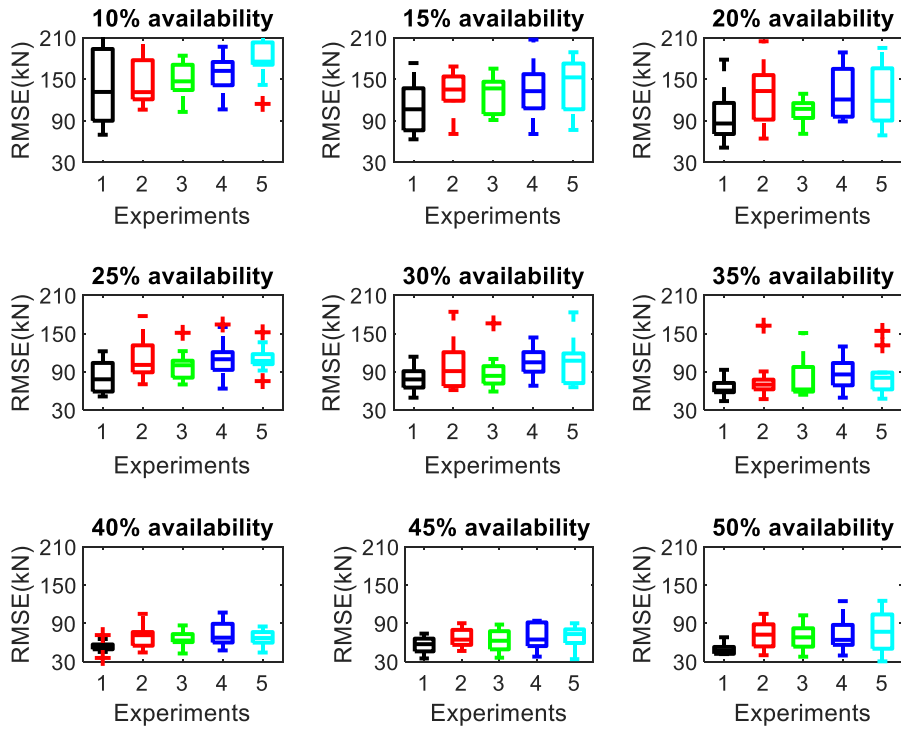 10% availability
15% availability
20% availability
RMSE(kN)
210
150
90
30
RMSE(kN)
210
150
90
30
RMSE(kN)
210
150
90
30
1 2 3 4 5
1 2 3 4 5
1 2 3 4 5
Experiments
Experiments
Experiments
25% availability
30% availability
35% availability
RMSE(kN)
210
150
90
30
RMSE(kN)
210
150
90
30
RMSE(kN)
210
150
90
30
1 2 3 4 5
1 2 3 4 5
1 2 3 4 5
Experiments
Experiments
Experiments
40% availability
45% availability
50% availability
RMSE(kN)
210
150
90
30
RMSE(kN)
210
150
90
30
RMSE(kN)
210
150
90
30
1 2 3 4 5
1 2 3 4 5
1 2 3 4 5
Experiments
Experiments
Experiments